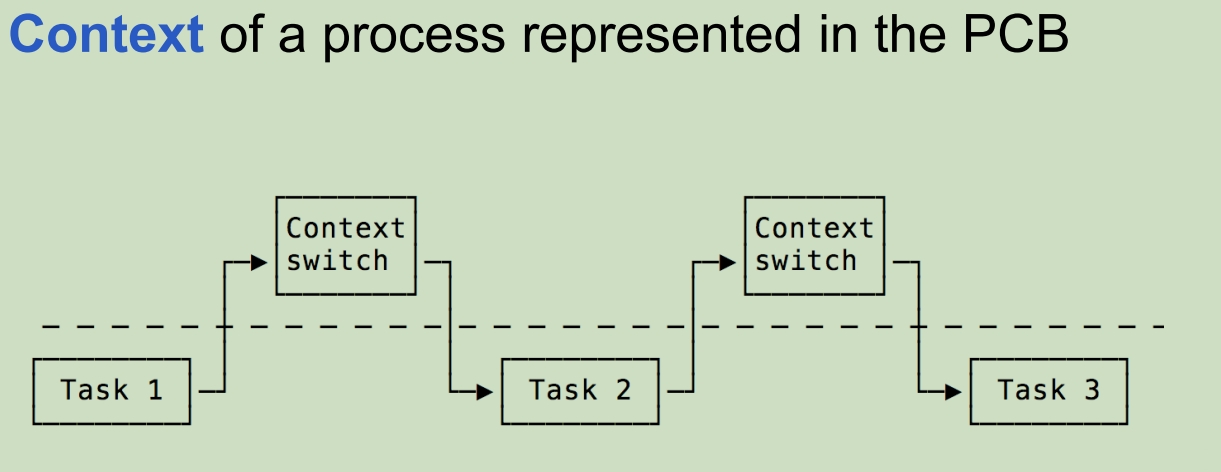 Context of a process represented in the PCB
Context
switch
Context
switch
Task 1
Task 2
Task 3